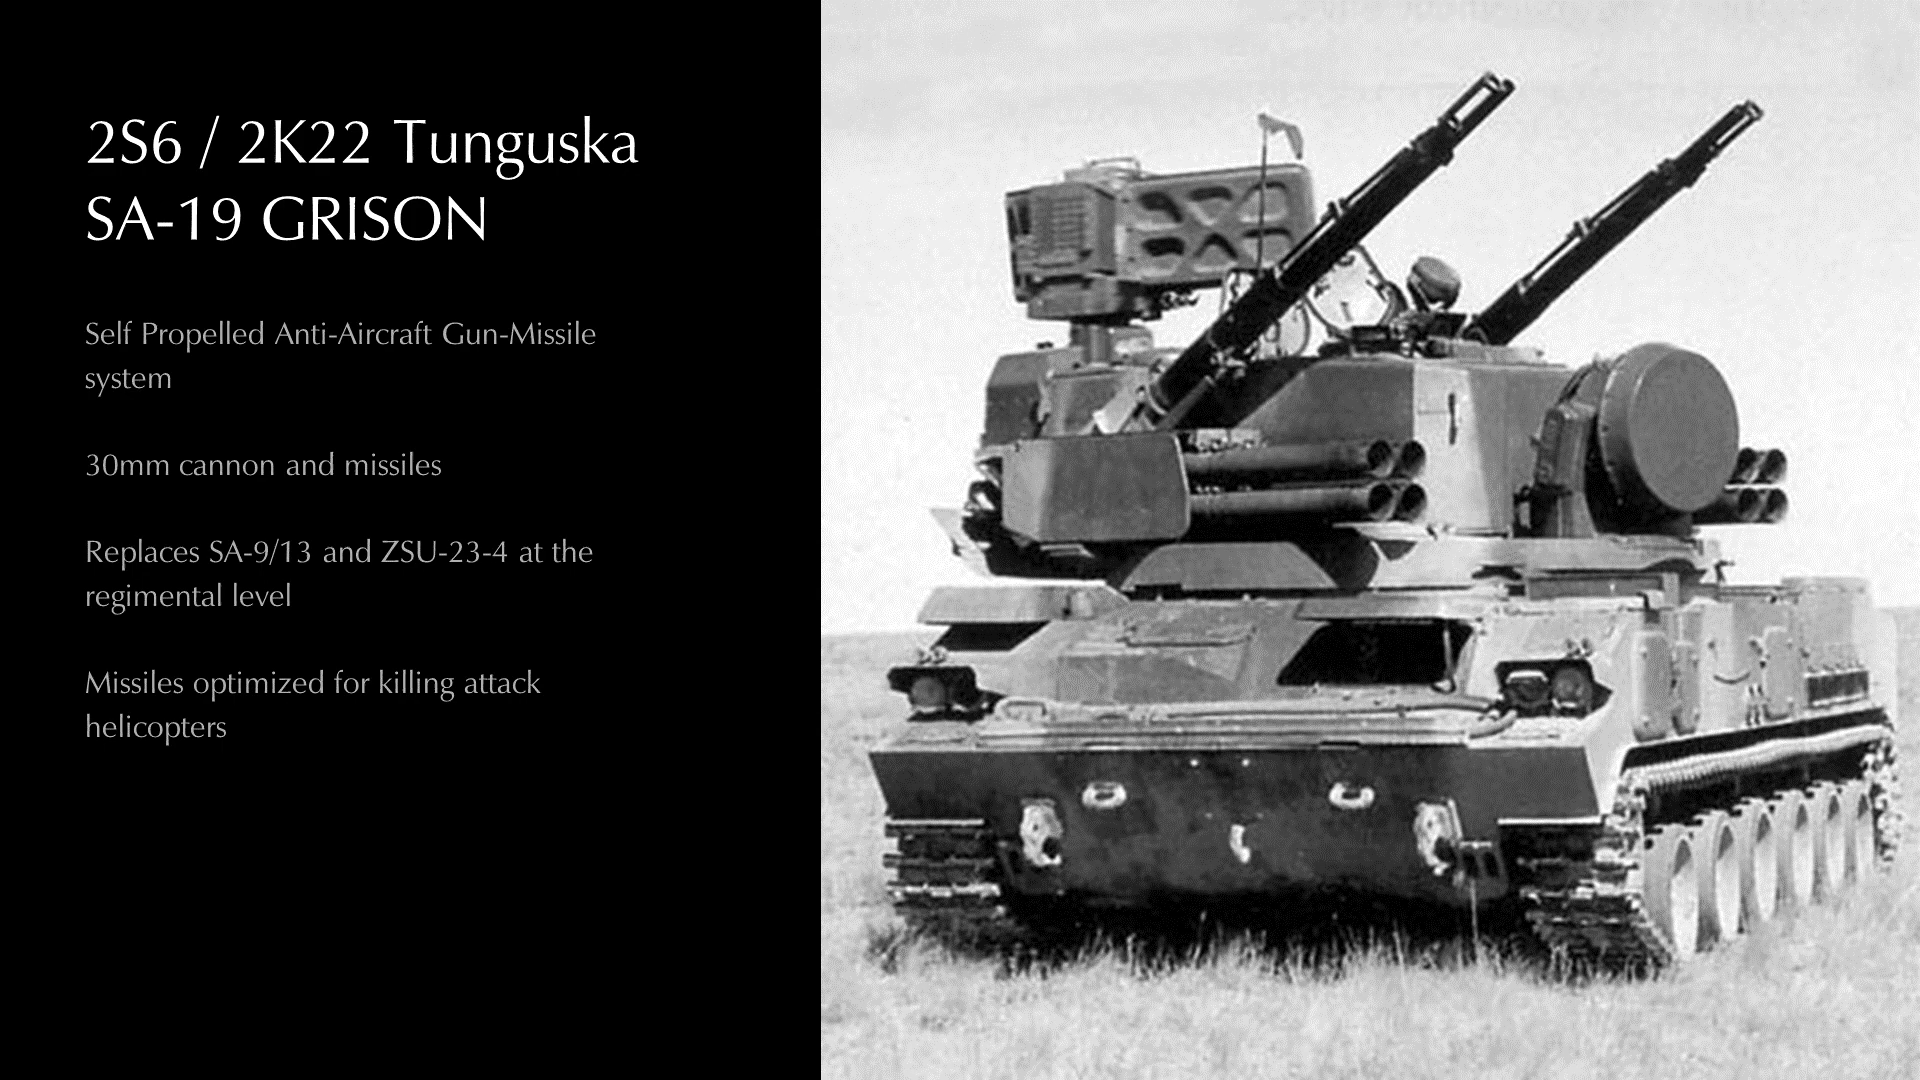 2S6 / 2K22 Tunguska
SA-19 GRISON
Self Propelled Anti-Aircraft Gun-Missile
system
30mm cannon and missiles
Replaces SA-9/13 and ZSU-23-4 at the
regimental level
Missiles optimized for killing attack
helicopters